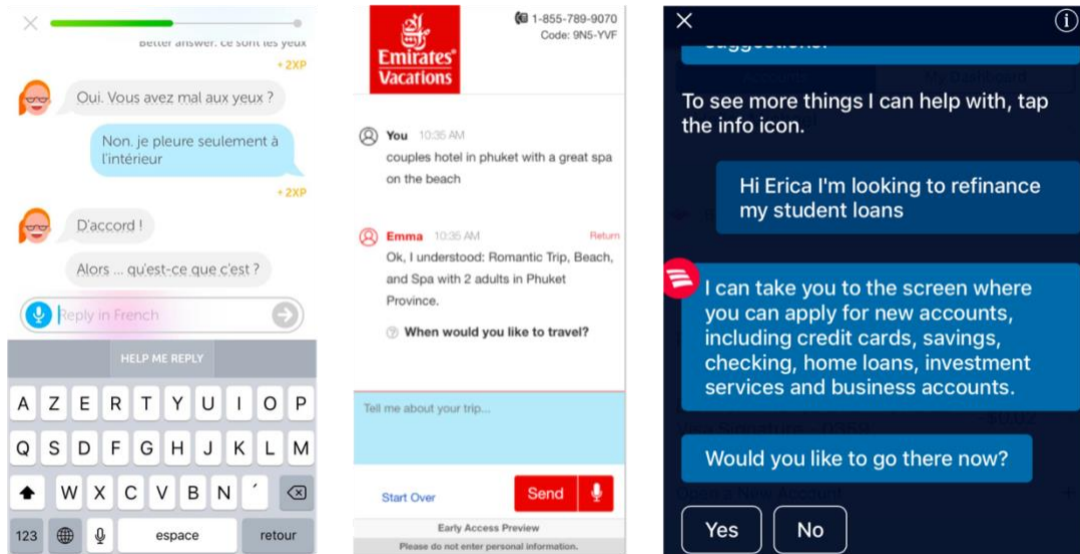 Better answer: ce sont les yeux
+2XP
Oui. Vous avez mal aux yeux ?
Non. je pleure seulement à
l'intérieur
+2XP
D'accord !
Alors ... qu'est-ce que c'est ?
Reply in French
HELP ME REPLY
A Z E R T Y U I O P
Q S D F G H J K L M
W X C V B N ´
123 espace retour
Emirates
Vacations
1-855-789-9070
Code: 9N5-YVF
You 10:35 AM
couples hotel in phuket with a great spa
on the beach
Emma 10:35 AM Return
Ok, I understood: Romantic Trip, Beach,
and Spa with 2 adults in Phuket
Province.
When would you like to travel?
Tell me about your trip...
Start Over Send
Early Access Preview
Please do not enter personal information.
suggestions.
To see more things I can help with, tap
the info icon.
Hi Erica I'm looking to refinance
my student loans
I can take you to the screen where
you can apply for new accounts,
including credit cards, savings,
checking, home loans, investment
services and business accounts.
Would you like to go there now?
Open a New Account
Yes No